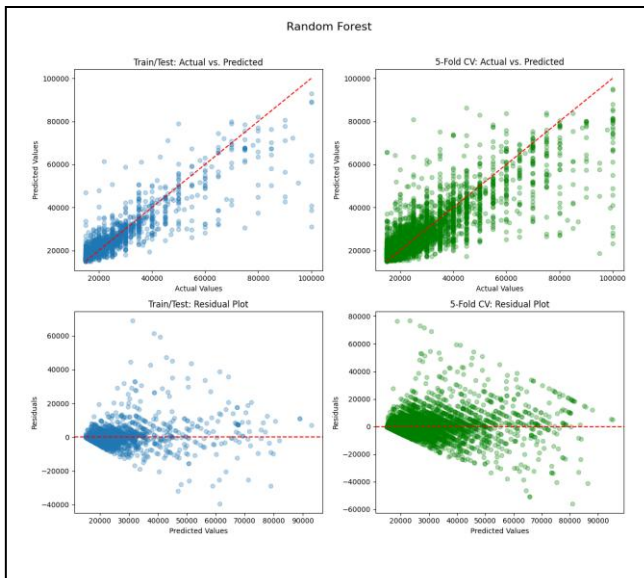 Random Forest
Train/Test: Actual vs. Predicted
100000
80000
60000
40000
20000
Predicted Values
20000 40000 60000 80000 100000
Actual Values
5-Fold CV: Actual vs. Predicted
100000
80000
60000
40000
20000
Predicted Values
20000 40000 60000 80000 100000
Actual Values
Train/Test: Residual Plot
60000
40000
20000
0
−20000
−40000
Residuals
20000 30000 40000 50000 60000 70000 80000 90000
Predicted Values
5-Fold CV: Residual Plot
80000
60000
40000
20000
0
−20000
−40000
−60000
Residuals
20000 30000 40000 50000 60000 70000 80000 90000
Predicted Values